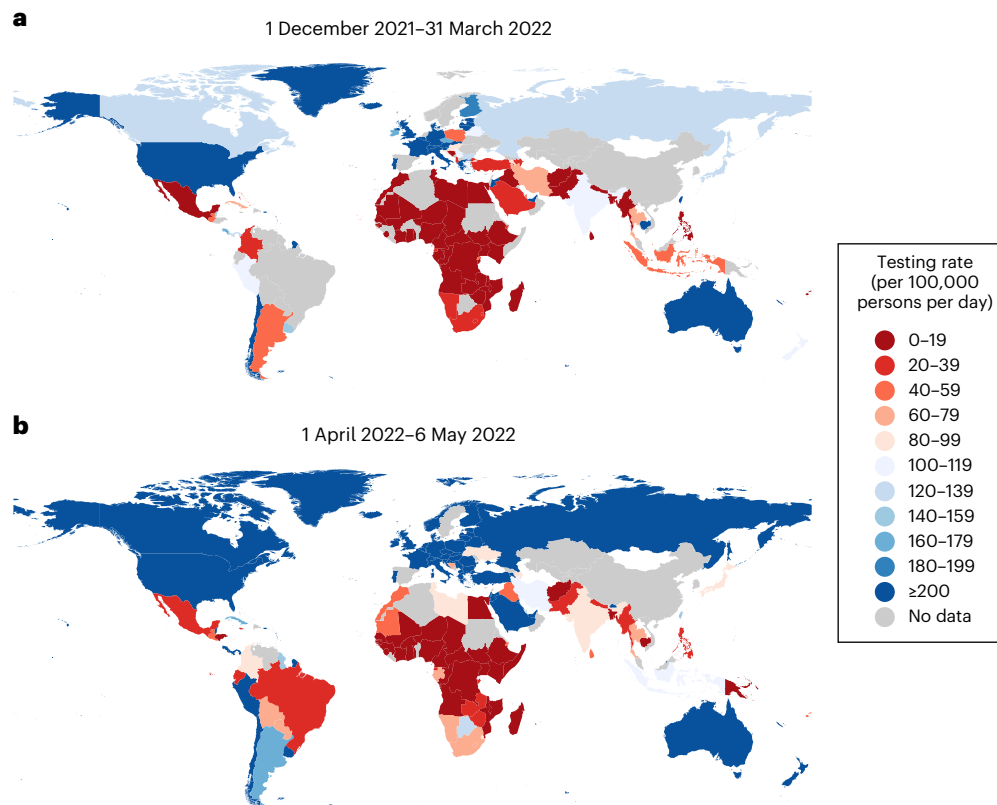 a
1 December 2021–31 March 2022
b
1 April 2022–6 May 2022
Testing rate
(per 100,000
persons per day)
0–19
20–39
40–59
60–79
80–99
100–119
120–139
140–159
160–179
180–199
≥200
No data